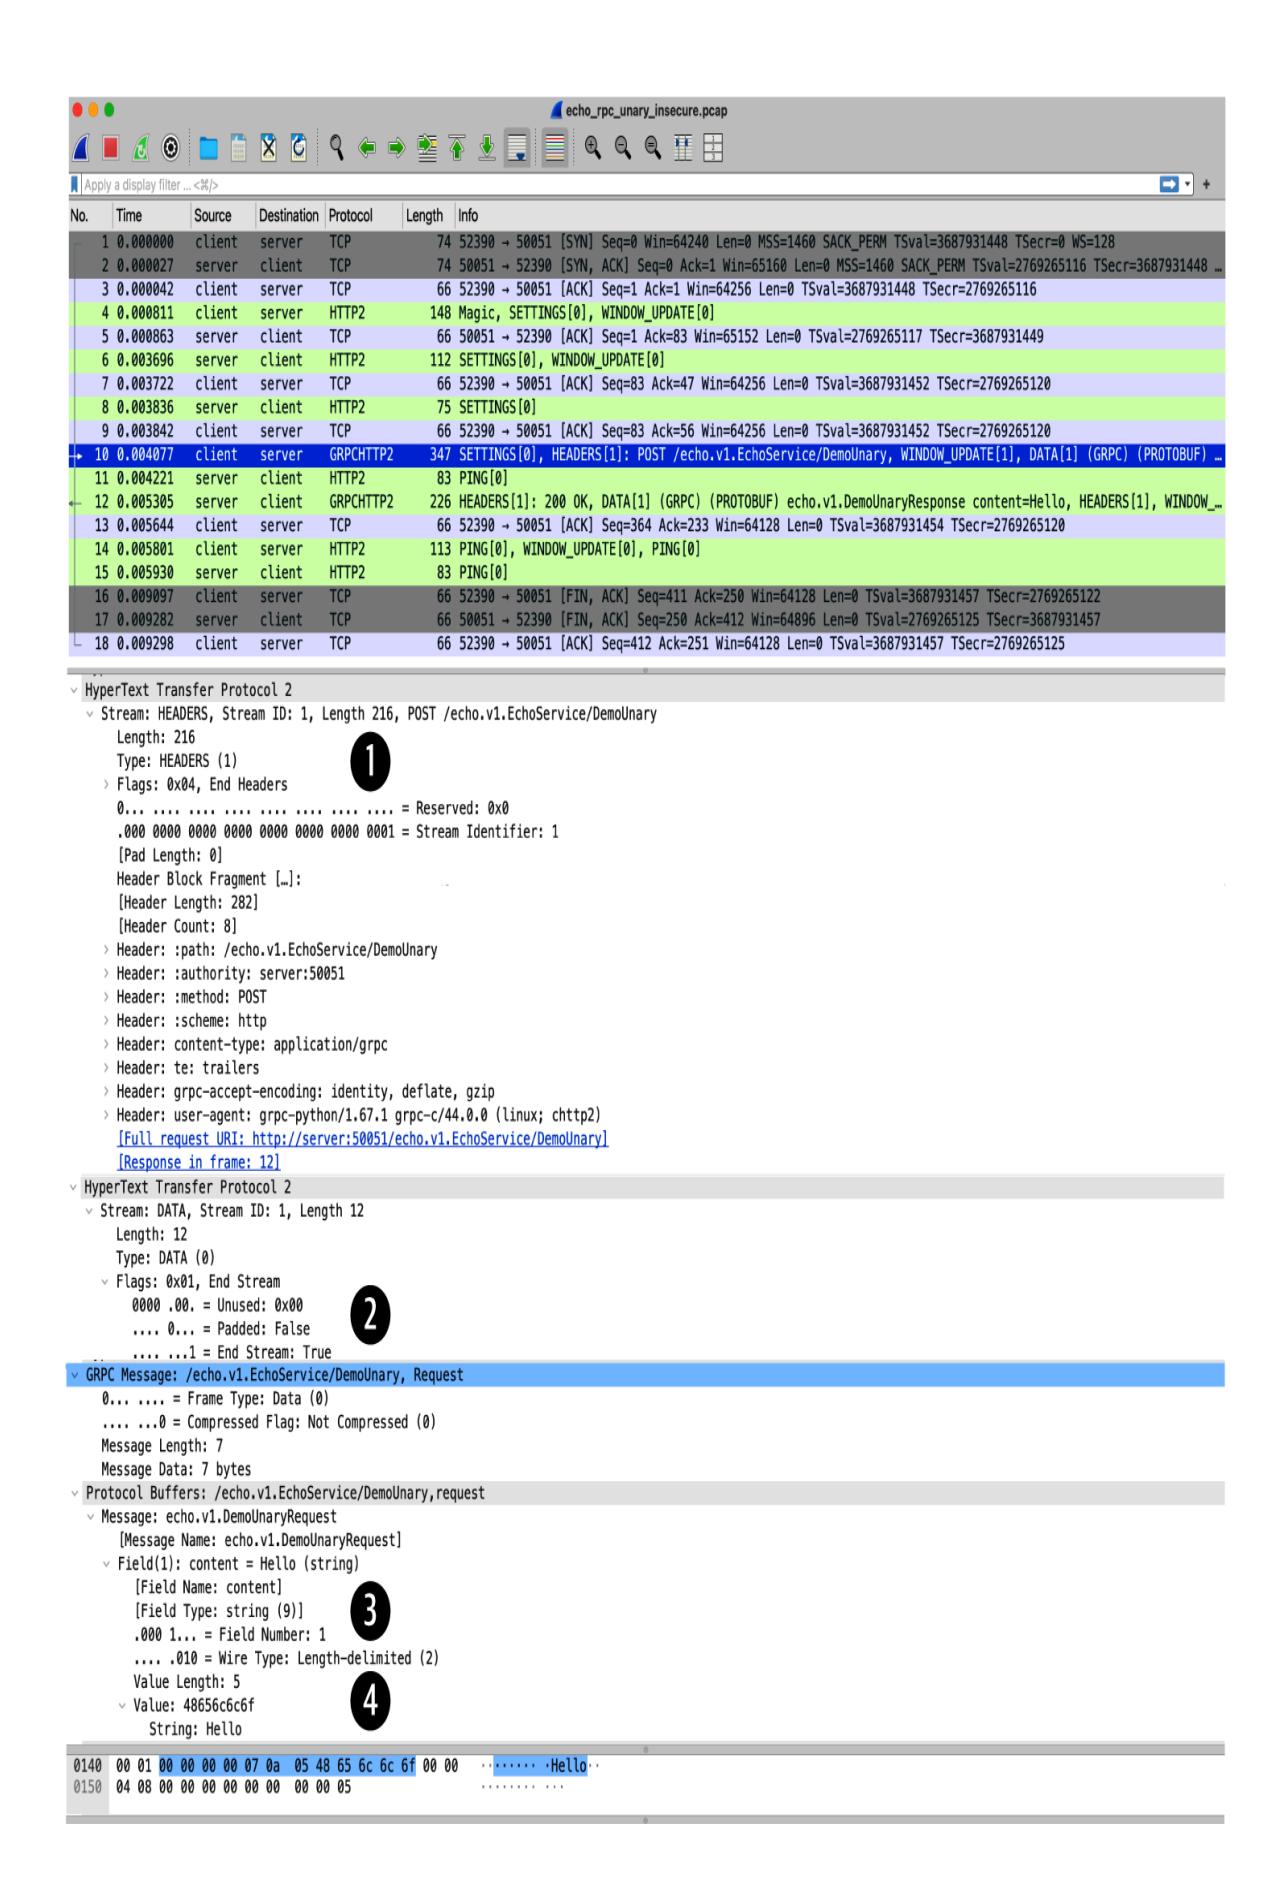 echo_rpc_unary_insecure.pcap
Apply a display filter ... <⌘/>
No. Time Source Destination Protocol Length Info
1 0.000000 client server TCP 74 52390 → 50051 [SYN] Seq=0 Win=64240 Len=0 MSS=1460 SACK_PERM TSval=3687931448 TSecr=0 WS=128
2 0.000027 server client TCP 74 50051 → 52390 [SYN, ACK] Seq=0 Ack=1 Win=65160 Len=0 MSS=1460 SACK_PERM TSval=2769265116 TSecr=3687931448 …
3 0.000042 client server TCP 66 52390 → 50051 [ACK] Seq=1 Ack=1 Win=64256 Len=0 TSval=3687931448 TSecr=2769265116
4 0.000811 client server HTTP2 148 Magic, SETTINGS[0], WINDOW_UPDATE[0]
5 0.000863 server client TCP 66 50051 → 52390 [ACK] Seq=1 Ack=83 Win=65152 Len=0 TSval=2769265117 TSecr=3687931449
6 0.003696 server client HTTP2 112 SETTINGS[0], WINDOW_UPDATE[0]
7 0.003722 client server TCP 66 52390 → 50051 [ACK] Seq=83 Ack=47 Win=64256 Len=0 TSval=3687931452 TSecr=2769265120
8 0.003836 server client HTTP2 75 SETTINGS[0]
9 0.003842 client server TCP 66 52390 → 50051 [ACK] Seq=83 Ack=56 Win=64256 Len=0 TSval=3687931452 TSecr=2769265120
10 0.004077 client server GRPCHTTP2 347 SETTINGS[0], HEADERS[1]: POST /echo.v1.EchoService/DemoUnary, WINDOW_UPDATE[1], DATA[1] (GRPC) (PROTOBUF) …
11 0.004221 server client HTTP2 83 PING[0]
12 0.005305 server client GRPCHTTP2 226 HEADERS[1]: 200 OK, DATA[1] (GRPC) (PROTOBUF) echo.v1.DemoUnaryResponse content=Hello, HEADERS[1], WINDOW_…
13 0.005644 client server TCP 66 52390 → 50051 [ACK] Seq=364 Ack=233 Win=64128 Len=0 TSval=3687931454 TSecr=2769265120
14 0.005801 client server HTTP2 113 PING[0], WINDOW_UPDATE[0], PING[0]
15 0.005930 server client HTTP2 83 PING[0]
16 0.009097 client server TCP 66 52390 → 50051 [FIN, ACK] Seq=411 Ack=250 Win=64128 Len=0 TSval=3687931457 TSecr=2769265122
17 0.009282 server client TCP 66 50051 → 52390 [FIN, ACK] Seq=250 Ack=412 Win=64896 Len=0 TSval=2769265125 TSecr=3687931457
18 0.009298 client server TCP 66 52390 → 50051 [ACK] Seq=412 Ack=251 Win=64128 Len=0 TSval=3687931457 TSecr=2769265125
HyperText Transfer Protocol 2
Stream: HEADERS, Stream ID: 1, Length 216, POST /echo.v1.EchoService/DemoUnary
Length: 216
Type: HEADERS (1)
1
Flags: 0x04, End Headers
0... .... .... .... .... .... .... .... = Reserved: 0x0
.000 0000 0000 0000 0000 0000 0000 0001 = Stream Identifier: 1
[Pad Length: 0]
Header Block Fragment […]:
[Header Length: 282]
[Header Count: 8]
Header: :path: /echo.v1.EchoService/DemoUnary
Header: :authority: server:50051
Header: :method: POST
Header: :scheme: http
Header: content-type: application/grpc
Header: te: trailers
Header: grpc-accept-encoding: identity, deflate, gzip
Header: user-agent: grpc-python/1.67.1 grpc-c/44.0.0 (linux; chttp2)
[Full request URI: http://server:50051/echo.v1.EchoService/DemoUnary]
[Response in frame: 12]
HyperText Transfer Protocol 2
Stream: DATA, Stream ID: 1, Length 12
Length: 12
Type: DATA (0)
Flags: 0x01, End Stream
0000 .00. = Unused: 0x00
2
.... 0... = Padded: False
.... ...1 = End Stream: True
GRPC Message: /echo.v1.EchoService/DemoUnary, Request
0... .... = Frame Type: Data (0)
.... ...0 = Compressed Flag: Not Compressed (0)
Message Length: 7
Message Data: 7 bytes
Protocol Buffers: /echo.v1.EchoService/DemoUnary,request
Message: echo.v1.DemoUnaryRequest
[Message Name: echo.v1.DemoUnaryRequest]
Field(1): content = Hello (string)
[Field Name: content]
[Field Type: string (9)]
3
.000 1... = Field Number: 1
.... .010 = Wire Type: Length-delimited (2)
Value Length: 5
4
Value: 48656c6c6f
String: Hello
0140 00 01 00 00 00 00 07 0a 05 48 65 6c 6c 6f 00 00 ········ ·Hello··
0150 04 08 00 00 00 00 00 00 00 00 05 ········ ···